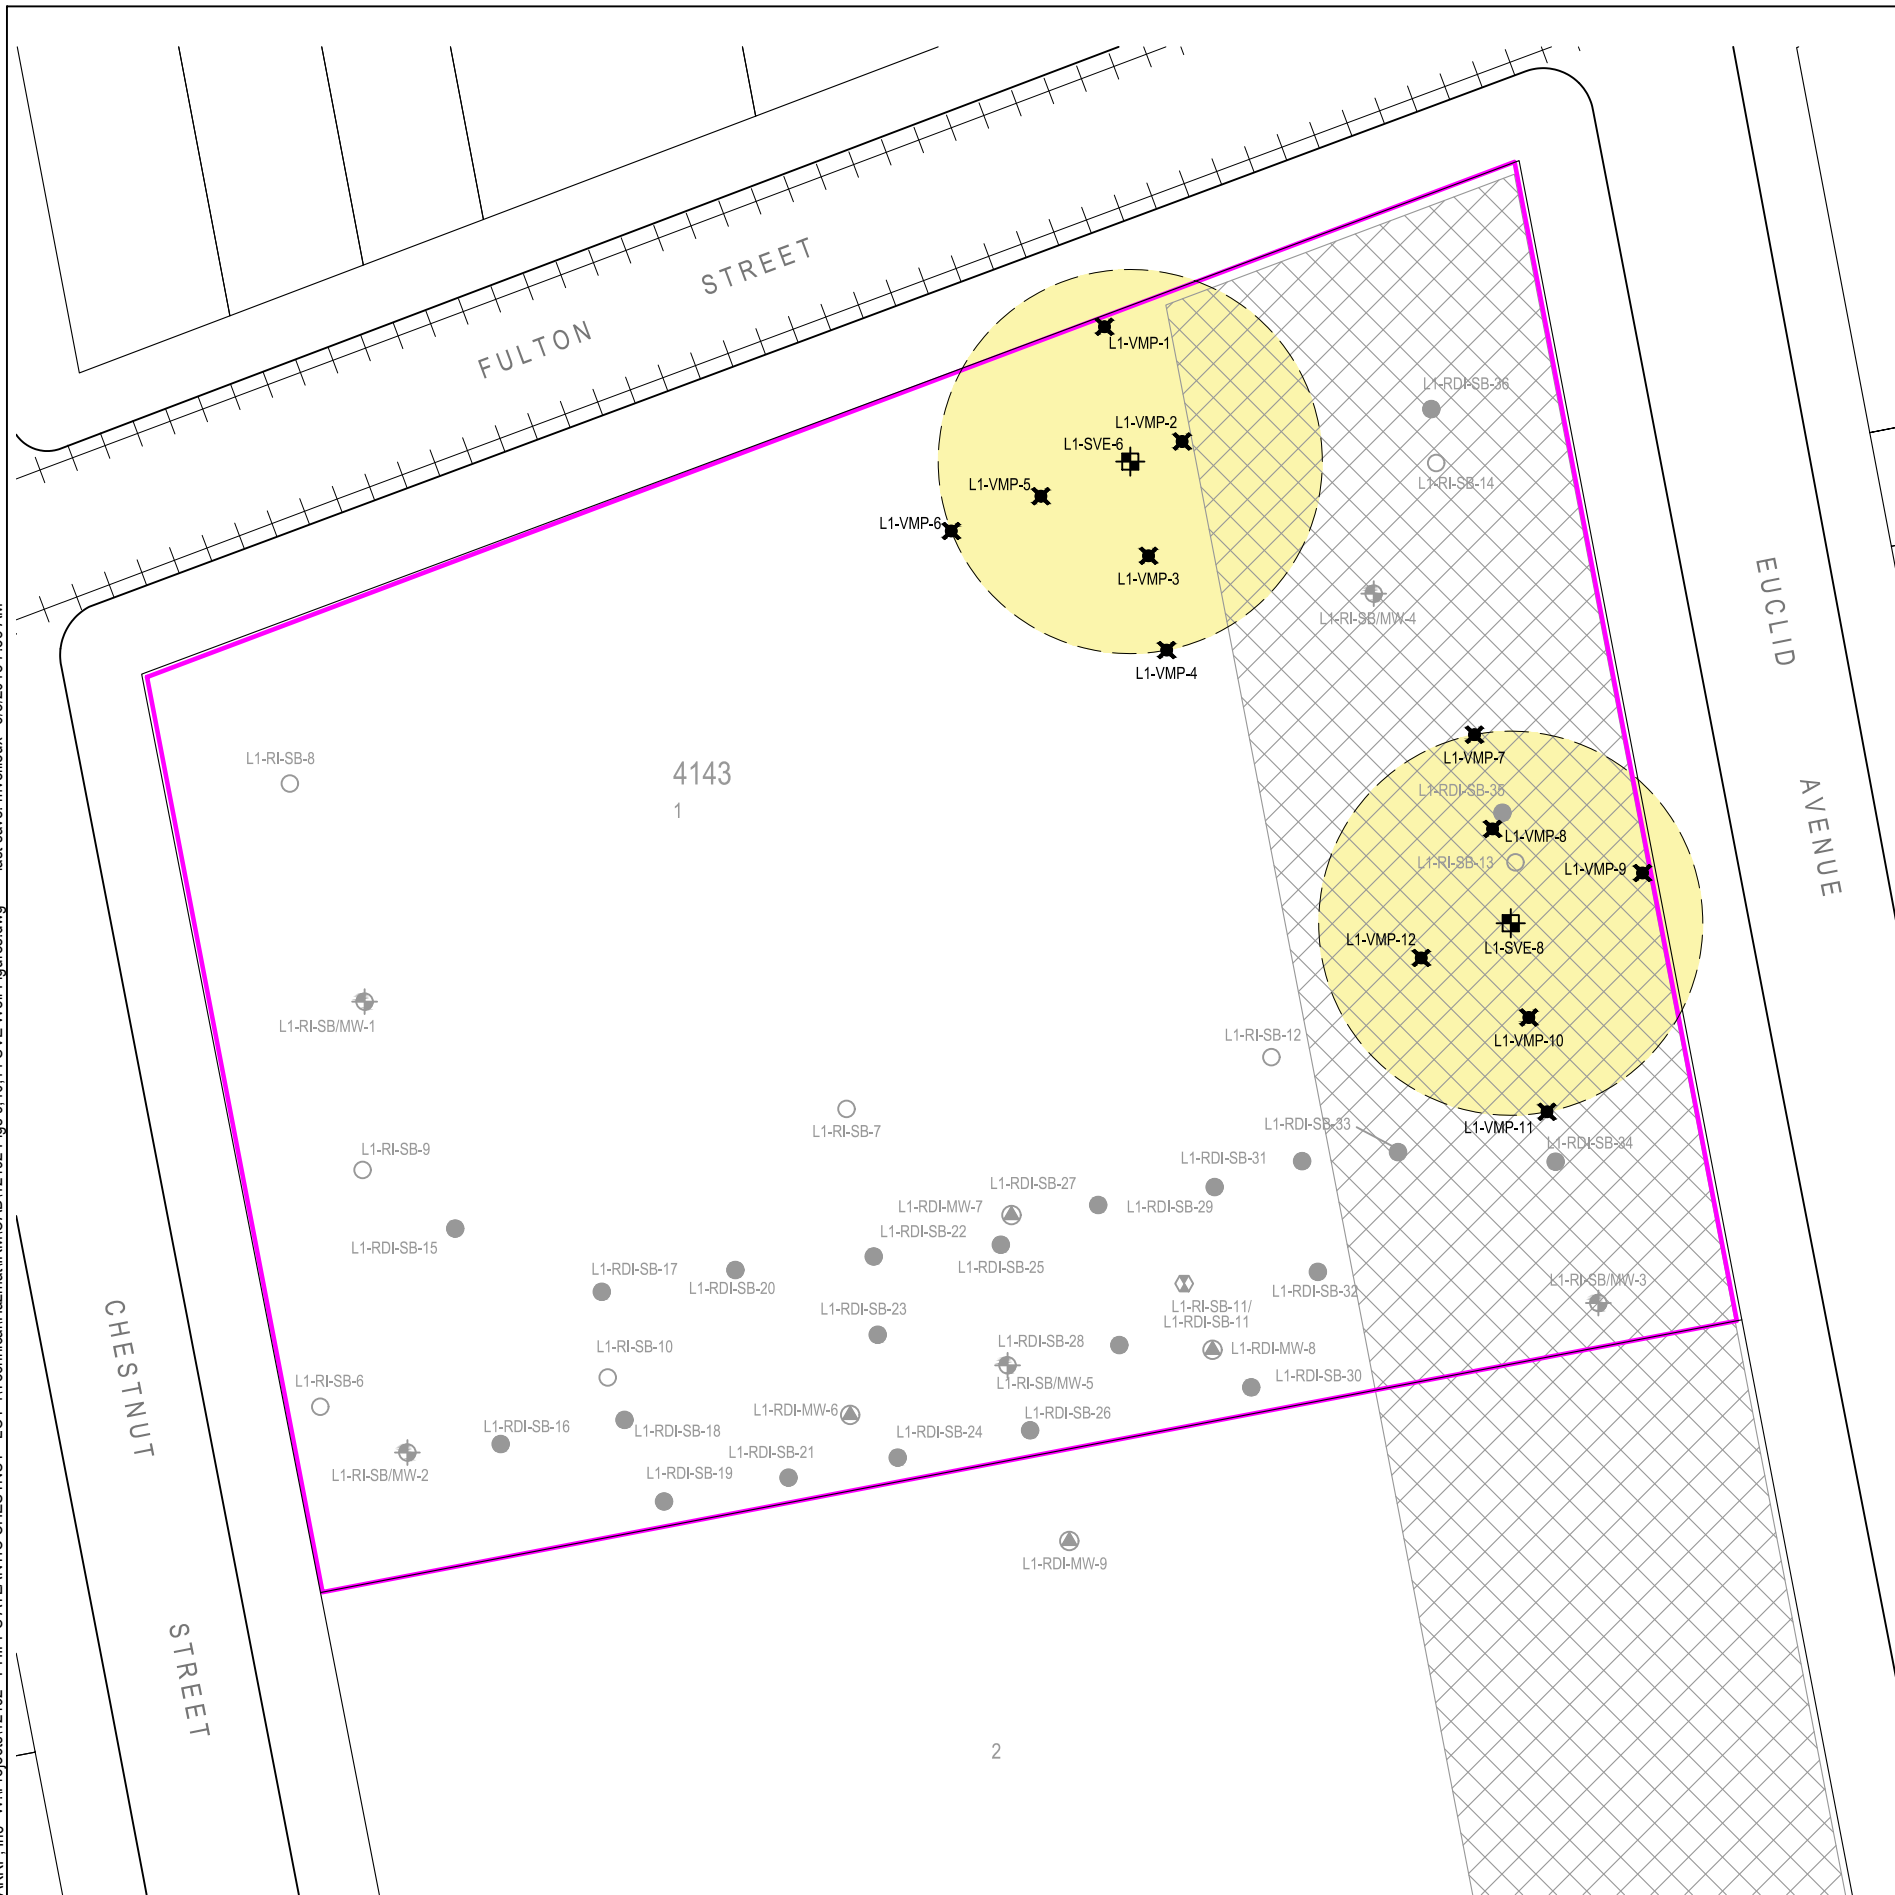 FULTON STREET
L1-VMP-1
L1-RDI-SB-36
L1-VMP-2
L1-SVE-6
L1-RI-SB-14
L1-VMP-5
L1-VMP-6
L1-VMP-3
L1-RI-SB/MW-4
L1-VMP-4
EUCLID AVENUE
L1-RI-SB-8
4143
1
L1-VMP-7
L1-RDI-SB-35
L1-VMP-8
L1-RI-SB-13
L1-VMP-9
L1-VMP-12
L1-SVE-8
L1-RI-SB/MW-1
L1-RI-SB-12
L1-VMP-10
L1-RI-SB-7
L1-RDI-SB-33
L1-VMP-11
L1-RDI-SB-34
L1-RI-SB-9
L1-RDI-SB-31
L1-RDI-SB-27
L1-RDI-MW-7
L1-RDI-SB-29
L1-RDI-SB-22
L1-RDI-SB-15
L1-RDI-SB-17
L1-RDI-SB-20
L1-RDI-SB-25
L1-RDI-SB-32
L1-RI-SB/MW-3
L1-RDI-SB-23
L1-RI-SB-11/
L1-RDI-SB-11
L1-RI-SB-10
L1-RDI-SB-28
L1-RDI-MW-8
L1-RI-SB-6
L1-RI-SB/MW-5
L1-RDI-SB-30
L1-RDI-MW-6
L1-RDI-SB-26
L1-RDI-SB-16
L1-RDI-SB-18
L1-RDI-SB-24
L1-RDI-SB-21
L1-RI-SB/MW-2
L1-RDI-SB-19
L1-RDI-MW-9
CHESTNUT STREET
2